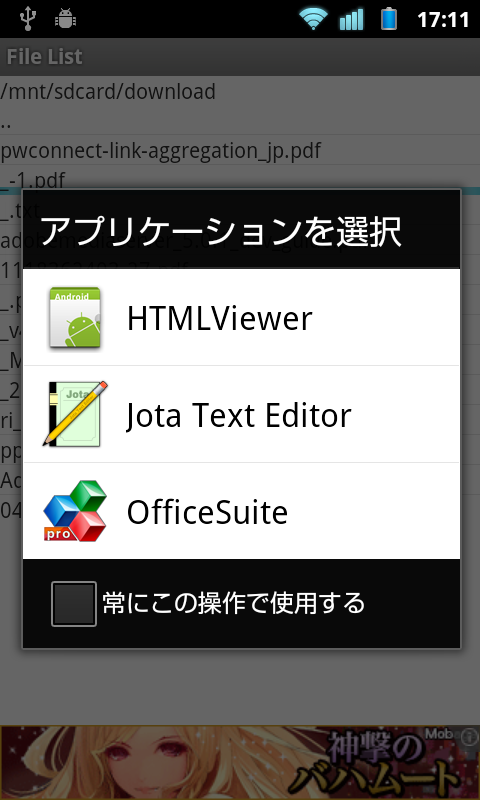 17:11
File List
/mnt/sdcard/download
..
pwconnect-link-aggregation_jp.pdf
_-1.pdf
_.txt
アプリケーションを選択
Android
HTMLViewer
Jota
Jota Text Editor
OfficeSuite
pro
常にこの操作で使用する
04
神撃の
バハムート